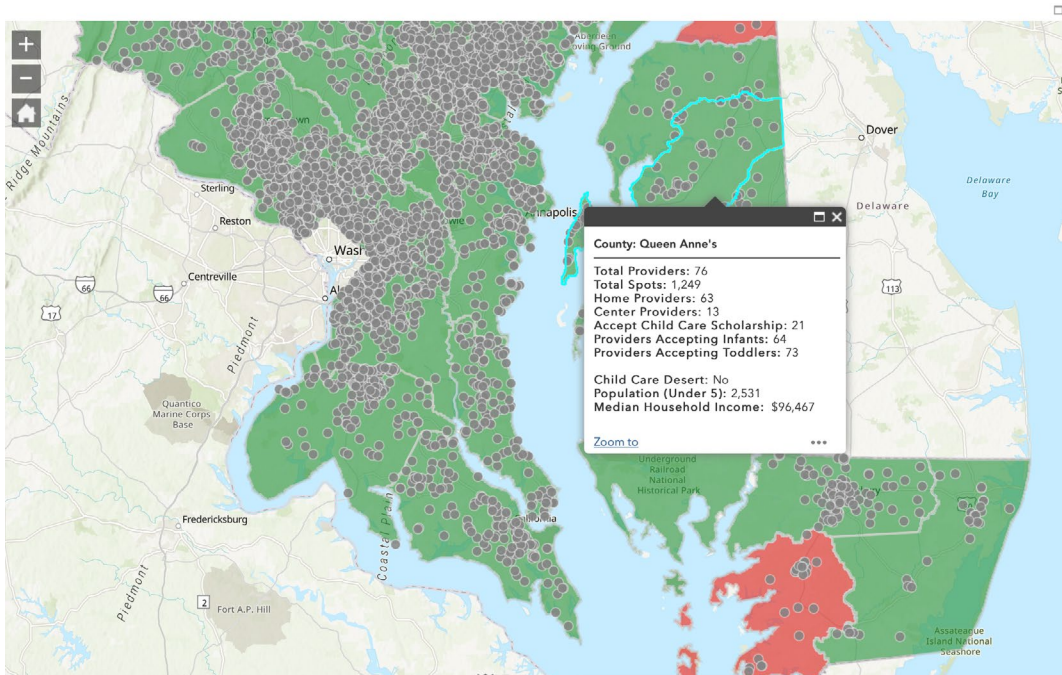 +
−
Aberdeen
Proving Ground
Ridge Mountains
Dover
Sterling
Delaware
Bay
Delaware
Reston
Annapolis
Centreville
66
66
17
113
Piedmont
Quantico
Marine Corps
Base
County: Queen Anne's
Total Providers: 76
Total Spots: 1,249
Home Providers: 63
Center Providers: 13
Accept Child Care Scholarship: 21
Providers Accepting Infants: 64
Providers Accepting Toddlers: 73
Child Care Desert: No
Population (Under 5): 2,531
Median Household Income: $96,467
Zoom to
•••
Underground
Railroad
National
Historical Park
Fredericksburg
Coastal Plain
Piedmont
2
Fort A.P. Hill
Assateague
Island National
Seashore